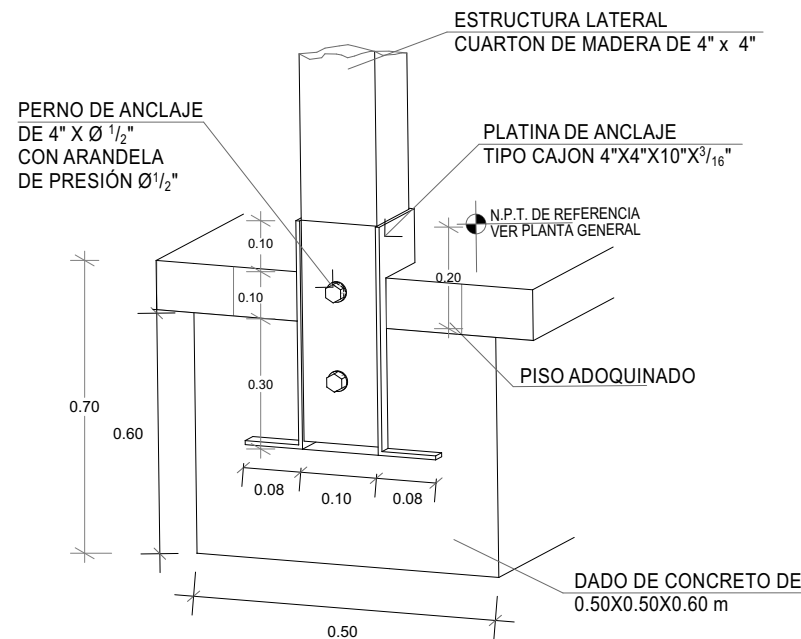 ESTRUCTURA LATERAL
CUARTON DE MADERA DE 4" x 4"
PERNO DE ANCLAJE
DE 4" X Ø 1/2"
CON ARANDELA
DE PRESIÓN Ø1/2"
PLATINA DE ANCLAJE
TIPO CAJON 4"X4"X10"X3/16"
N.P.T. DE REFERENCIA
VER PLANTA GENERAL
0.10
0.20
0.10
PISO ADOQUINADO
0.30
0.70
0.60
0.08
0.10
0.08
DADO DE CONCRETO DE
0.50X0.50X0.60 m
0.50